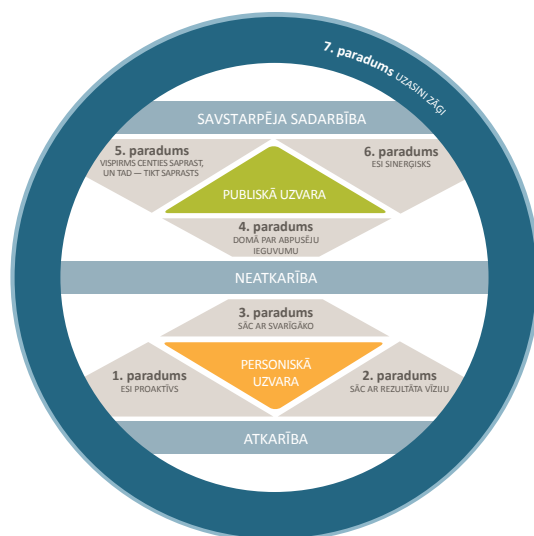 7. paradums UZASINI ZĀĢI
SAVSTARPĒJA SADARBĪBA
5. paradums
VISPIRMS CENTIES SAPRAST,
UN TAD — TIKT SAPRASTS
6. paradums
ESI SINERĢISKS
PUBLISKĀ UZVARA
4. paradums
DOMĀ PAR ABPUSĒJU
IEGUVUMU
NEATKARĪBA
3. paradums
SĀC AR SVARĪGĀKO
PERSONISKĀ
UZVARA
1. paradums
ESI PROAKTĪVS
2. paradums
SĀC AR REZULTĀTA VĪZIJU
ATKARĪBA